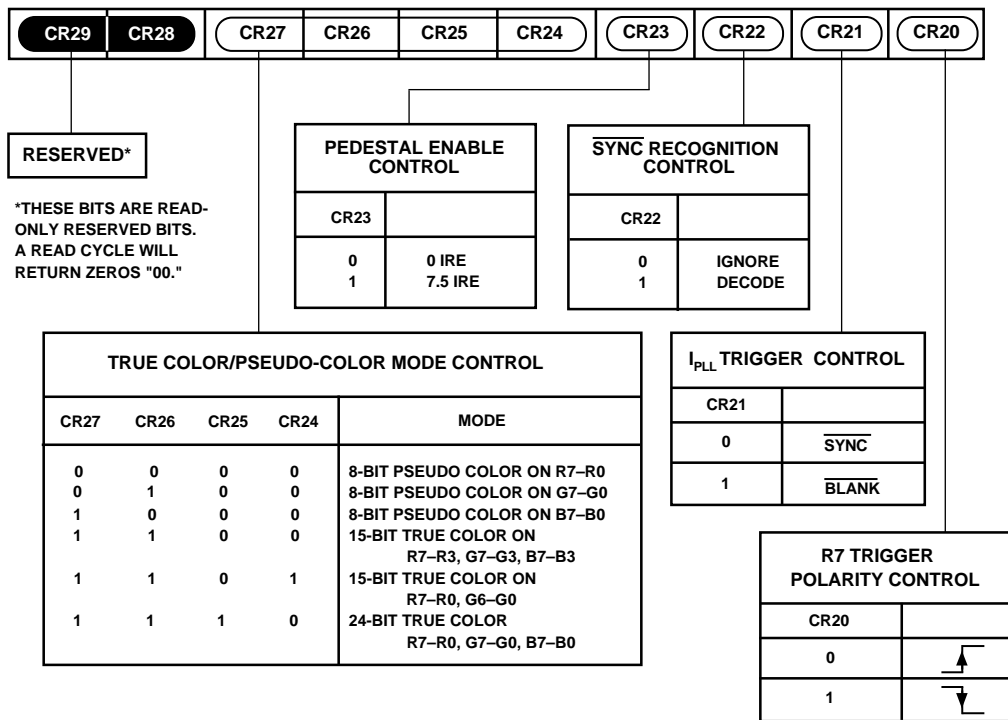 CR29 CR28 CR27 CR26 CR25 CR24 CR23 CR22 CR21 CR20
RESERVED*
*THESE BITS ARE READ-
ONLY RESERVED BITS.
A READ CYCLE WILL
RETURN ZEROS "00."
PEDESTAL ENABLE
CONTROL
CR23
0 0 IRE
1 7.5 IRE
SYNC RECOGNITION
CONTROL
CR22
0 IGNORE
1 DECODE
TRUE COLOR/PSEUDO-COLOR MODE CONTROL
CR27 CR26 CR25 CR24 MODE
0 0 0 0 8-BIT PSEUDO COLOR ON R7–R0
0 1 0 0 8-BIT PSEUDO COLOR ON G7–G0
1 0 0 0 8-BIT PSEUDO COLOR ON B7–B0
1 1 0 0 15-BIT TRUE COLOR ON
R7–R3, G7–G3, B7–B3
1 1 0 1 15-BIT TRUE COLOR ON
R7–R0, G6–G0
1 1 1 0 24-BIT TRUE COLOR
R7–R0, G7–G0, B7–B0
IPLL TRIGGER CONTROL
CR21
0 SYNC
1 BLANK
R7 TRIGGER
POLARITY CONTROL
CR20
0
1